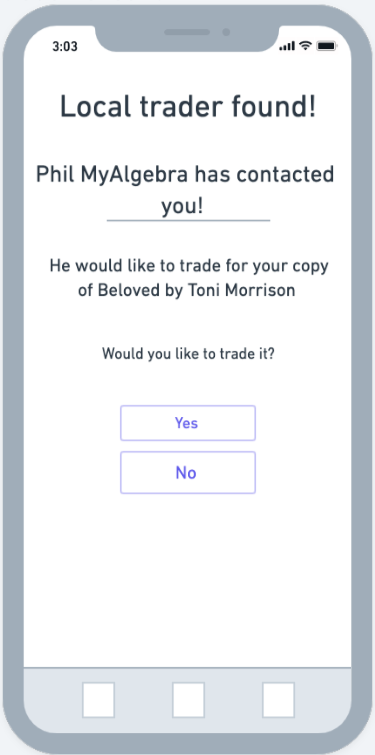 3:03
Local trader found!
Phil MyAlgebra has contacted
you!
He would like to trade for your copy
of Beloved by Toni Morrison
Would you like to trade it?
Yes
No